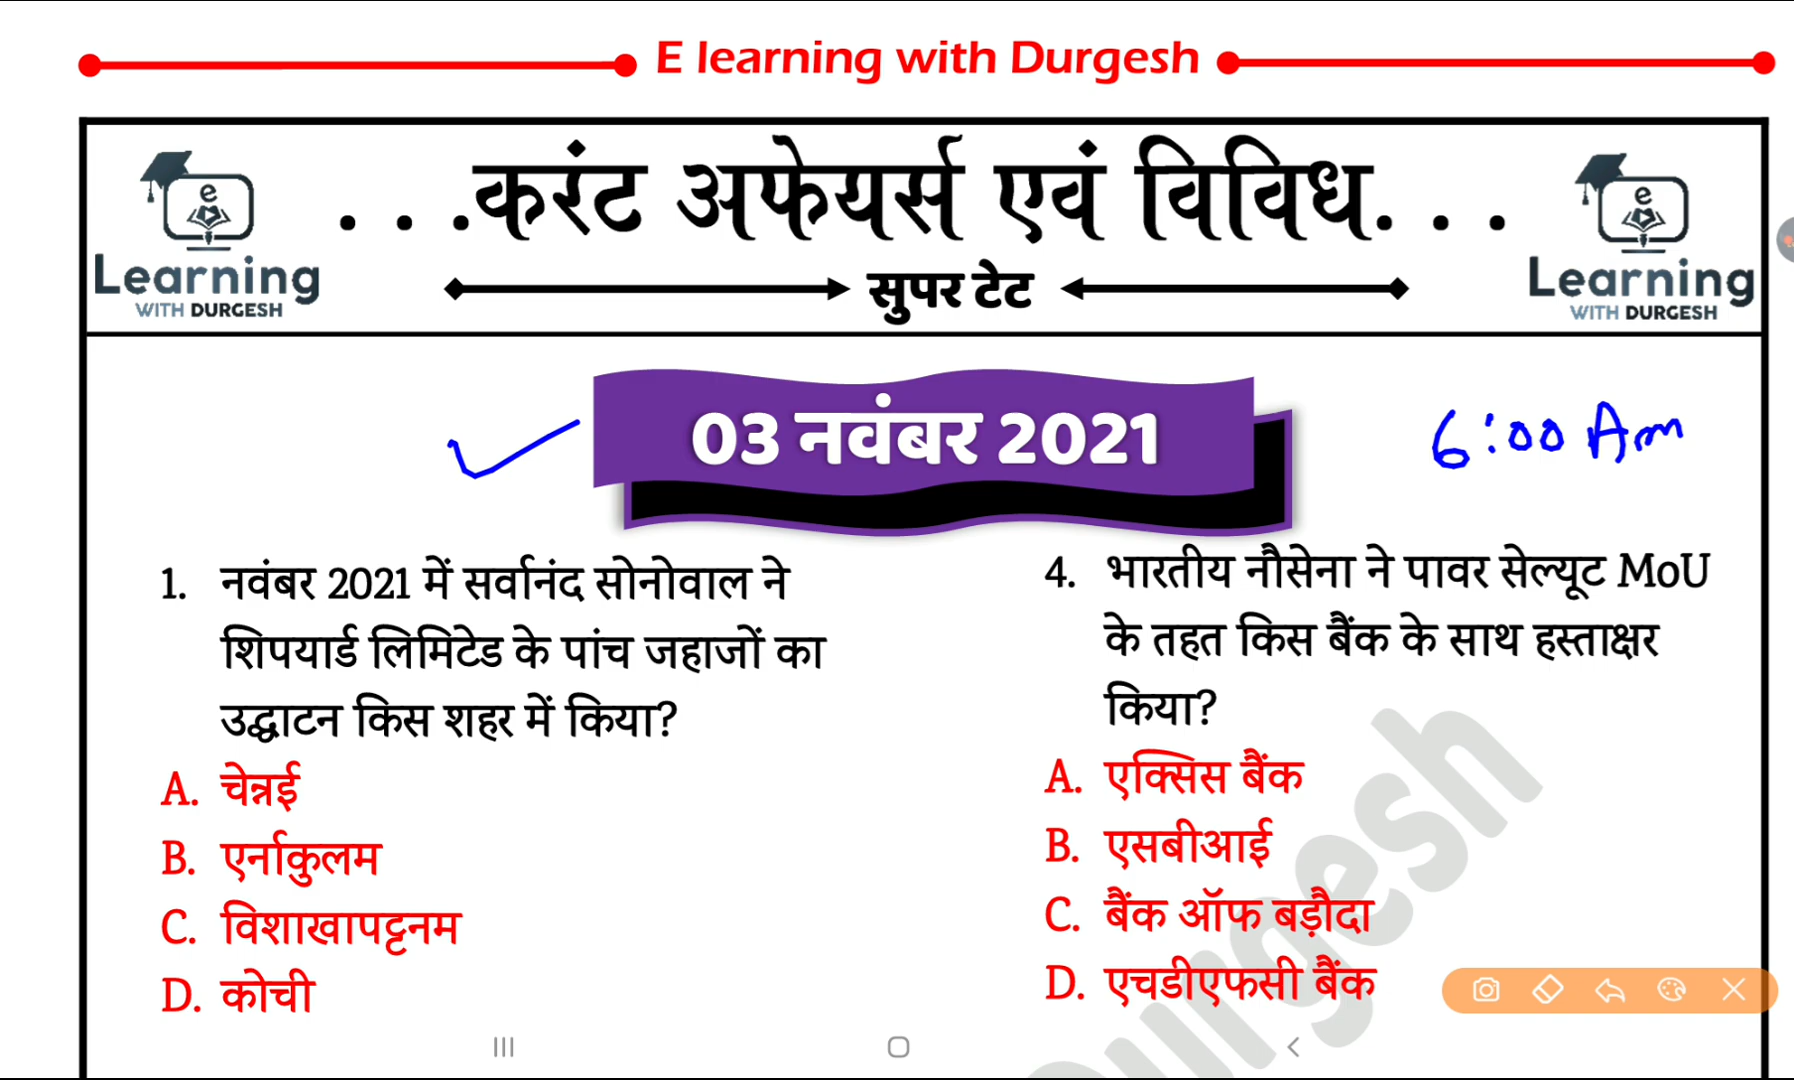 E learning with Durgesh
e
Learning
WITH DURGESH
...करंट अफेयर्स एवं विविध...
सुपर टेट
e
Learning
WITH DURGESH
03 नवंबर 2021
6:00 Am
1. नवंबर 2021 में सर्वानंद सोनोवाल ने
शिपयार्ड लिमिटेड के पांच जहाजों का
उद्घाटन किस शहर में किया?
A. चेन्नई
B. एर्नाकुलम
C. विशाखापट्टनम
D. कोची
4. भारतीय नौसेना ने पावर सेल्यूट MoU
के तहत किस बैंक के साथ हस्ताक्षर
किया?
A. एक्सिस बैंक
B. एसबीआई
C. बैंक ऑफ बड़ौदा
D. एचडीएफसी बैंक
Durgesh